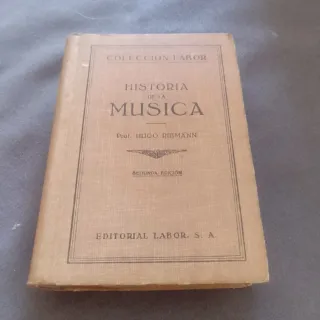 COLECCIÓN LABOR
HISTORIA
DE LA
MUSICA
Prof. HUGO RIEMANN
SEGUNDA EDICIÓN
EDITORIAL LABOR, S. A.